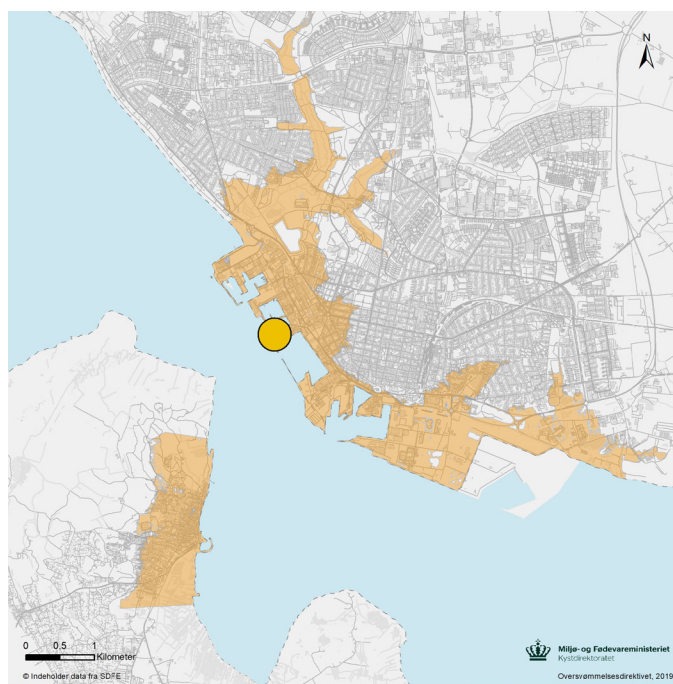 N
0 0,5 1
Kilometer
© Indeholder data fra SDFE
Miljø- og Fødevareministeriet
Kystdirektoratet
Oversvømmelsesdirektivet, 2019